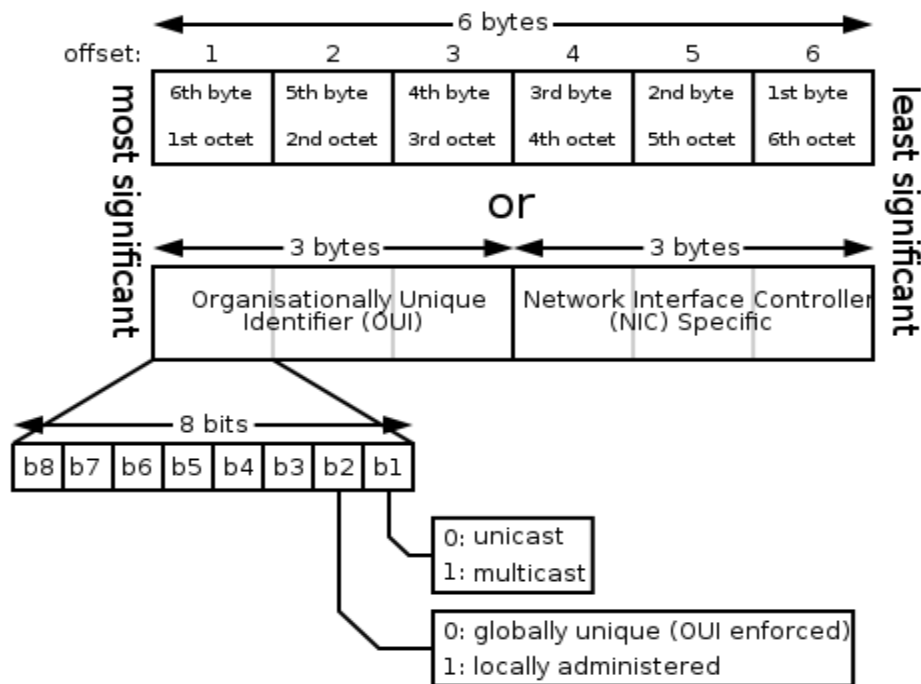 6 bytes
offset: 1 2 3 4 5 6
6th byte 5th byte 4th byte 3rd byte 2nd byte 1st byte
1st octet 2nd octet 3rd octet 4th octet 5th octet 6th octet
most significant
least significant
or
3 bytes 3 bytes
Organisationally Unique Network Interface Controller
Identifier (OUI) (NIC) Specific
8 bits
b8 b7 b6 b5 b4 b3 b2 b1
0: unicast
1: multicast
0: globally unique (OUI enforced)
1: locally administered